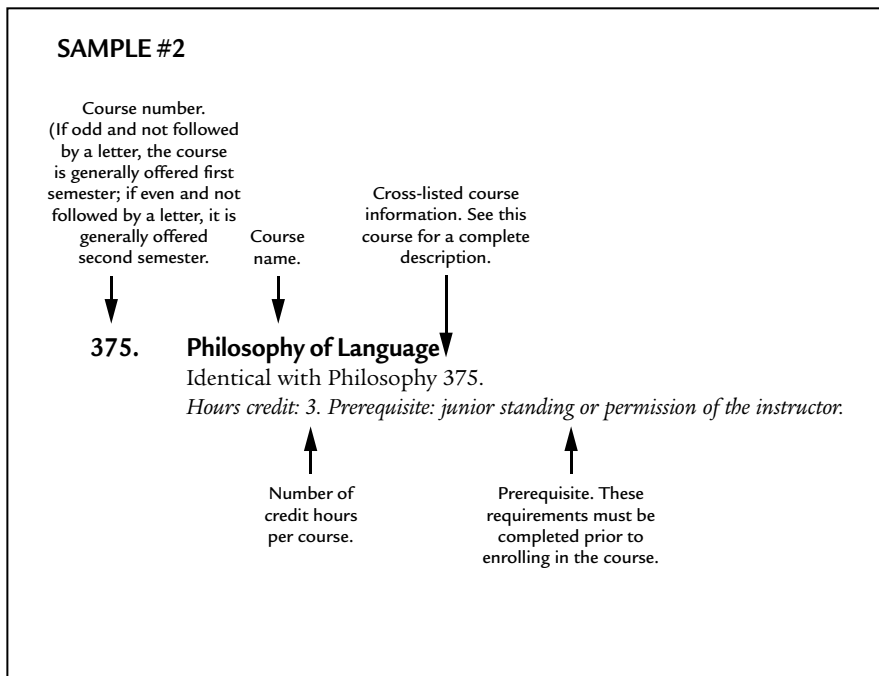 SAMPLE #2
Course number.
(If odd and not followed
by a letter, the course
is generally offered first
semester; if even and not
followed by a letter, it is
generally offered
second semester.
Course
name.
Cross-listed course
information. See this
course for a complete
description.
375. Philosophy of Language
Identical with Philosophy 375.
Hours credit: 3. Prerequisite: junior standing or permission of the instructor.
Number of
credit hours
per course.
Prerequisite. These
requirements must be
completed prior to
enrolling in the course.